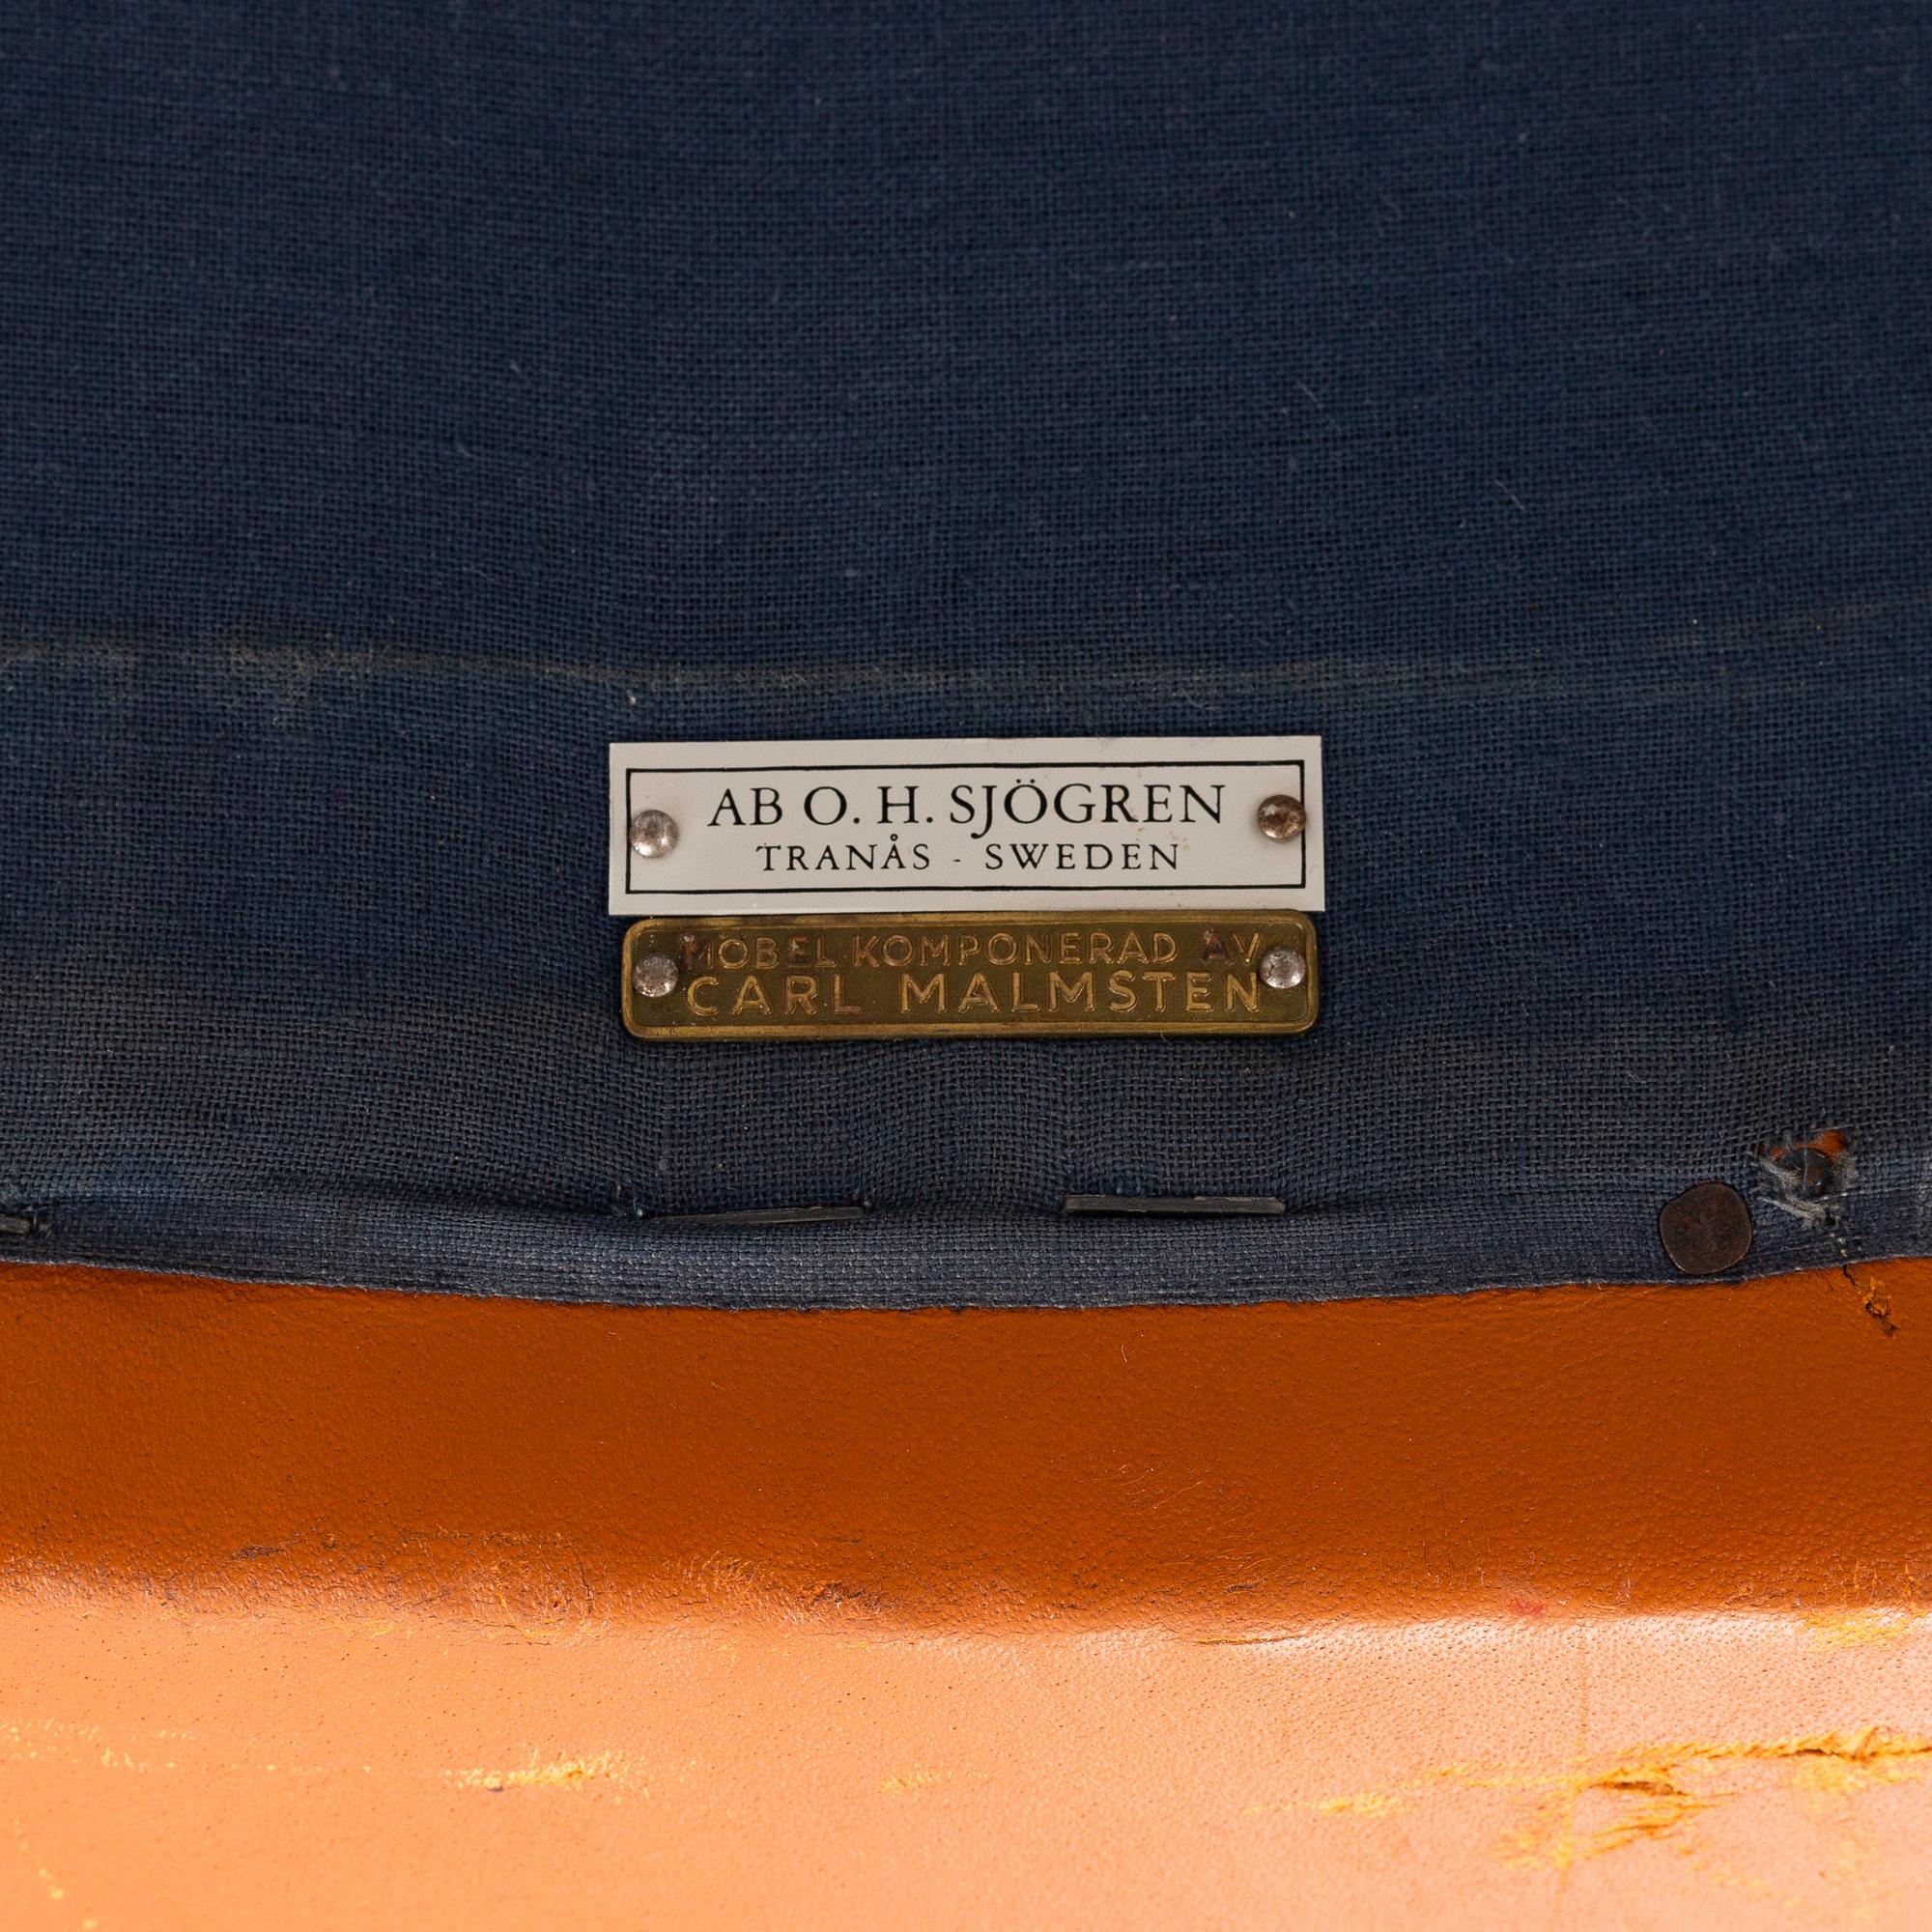 AB O. H. SJÖGREN
TRANÅS - SWEDEN
MÖBEL KOMPONERAD AV
CARL MALMSTEN